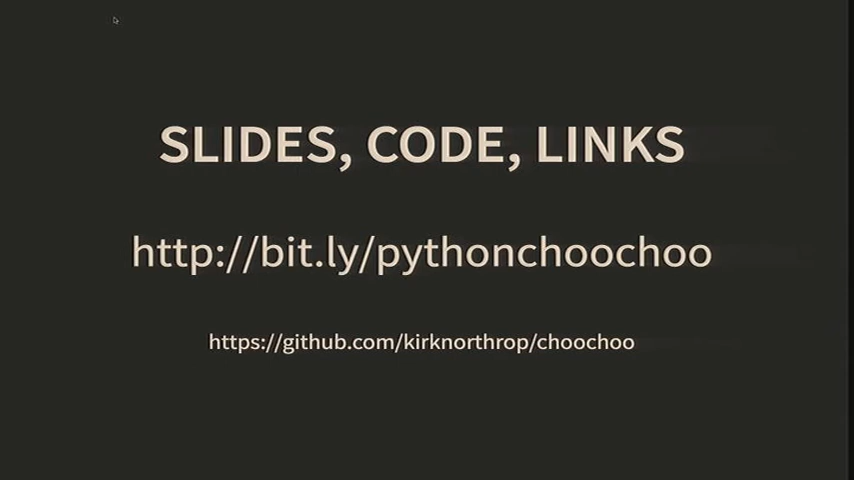 SLIDES, CODE, LINKS
http://bit.ly/pythonchoochoo
https://github.com/kirknorthrop/choochoo